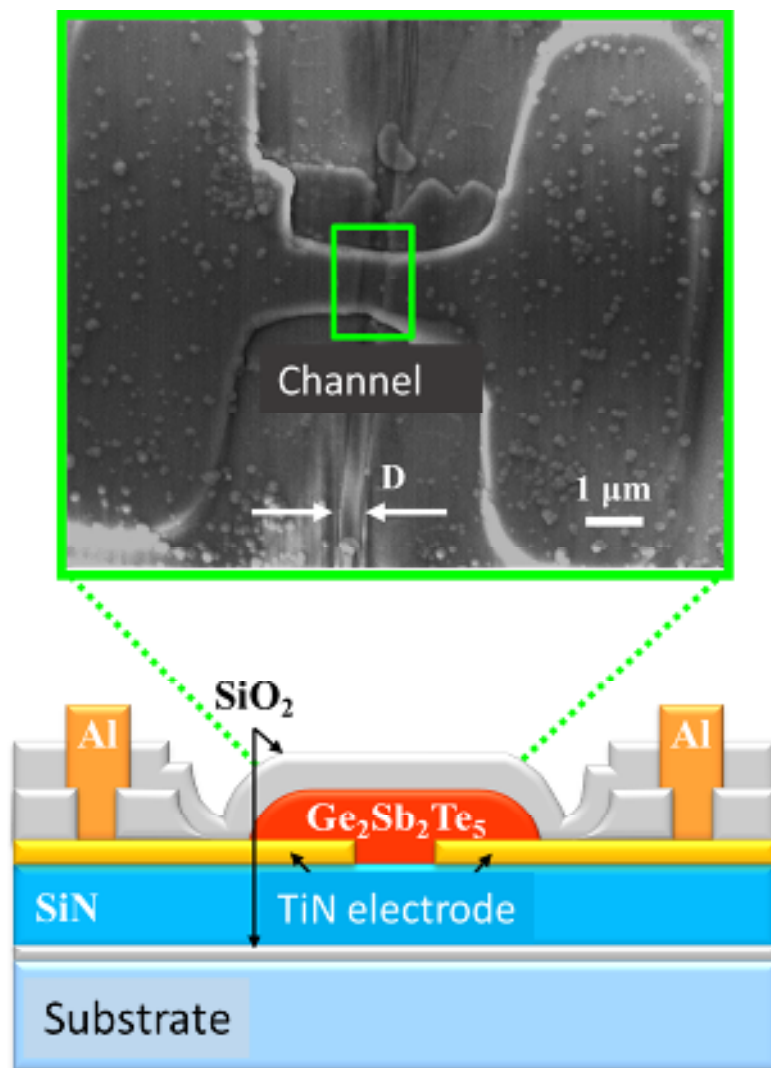 Channel
D
1 μm
SiO₂
Al
Al
Ge₂Sb₂Te₅
SiN
TiN electrode
Substrate